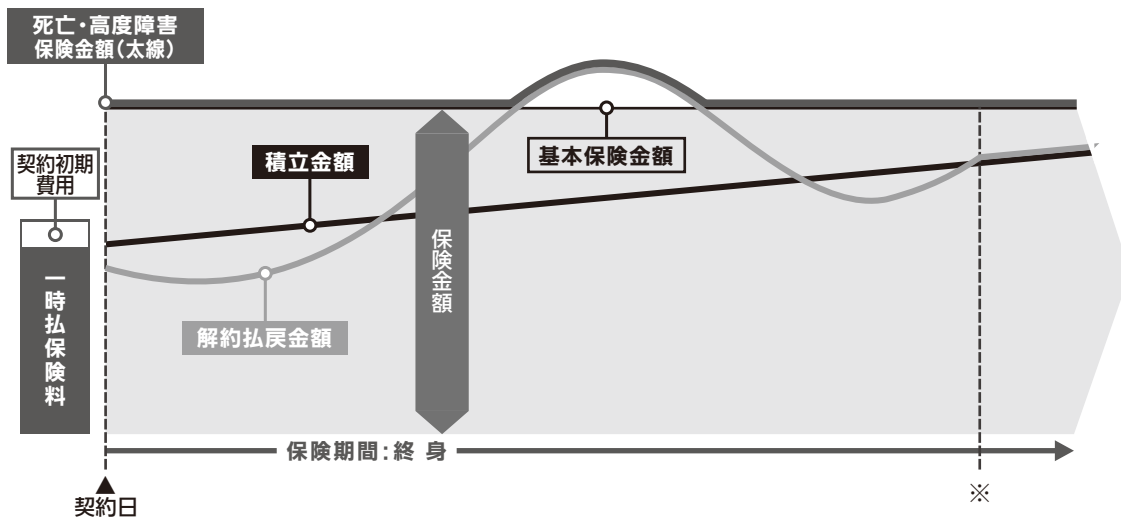 死亡・高度障害
保険金額(太線)
契約初期
費用
積立金額
基本保険金額
一時払保険料
保険金額
解約払戻金額
保険期間:終 身
契約日
※